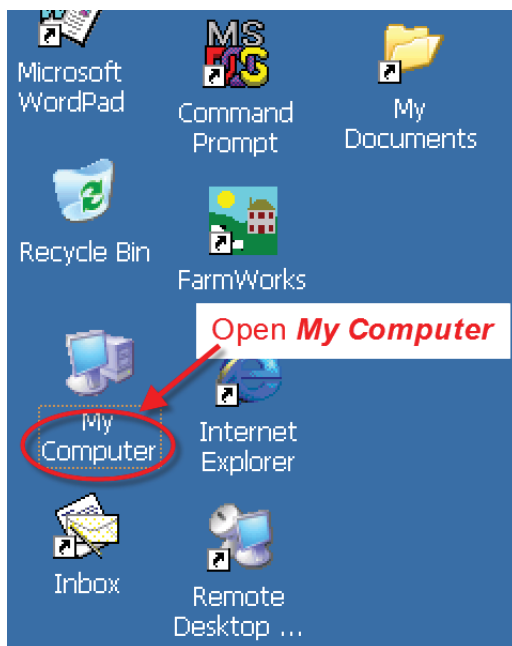 Microsoft
WordPad
MS
DOS
Command
Prompt
My
Documents
Recycle Bin
FarmWorks
Open My Computer
My
Computer
Internet
Explorer
Inbox
Remote
Desktop ...